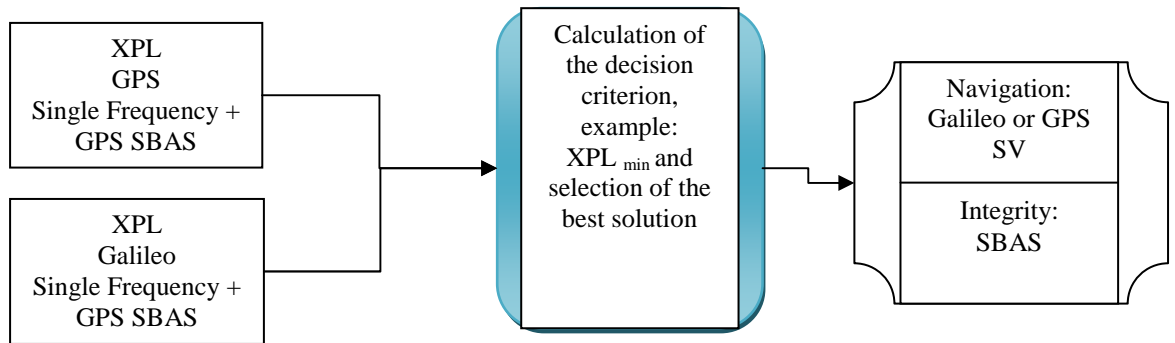 XPL
GPS
Single Frequency +
GPS SBAS
XPL
Galileo
Single Frequency +
GPS SBAS
Calculation of
the decision
criterion,
example:
XPL min and
selection of the
best solution
Navigation:
Galileo or GPS
SV
Integrity:
SBAS